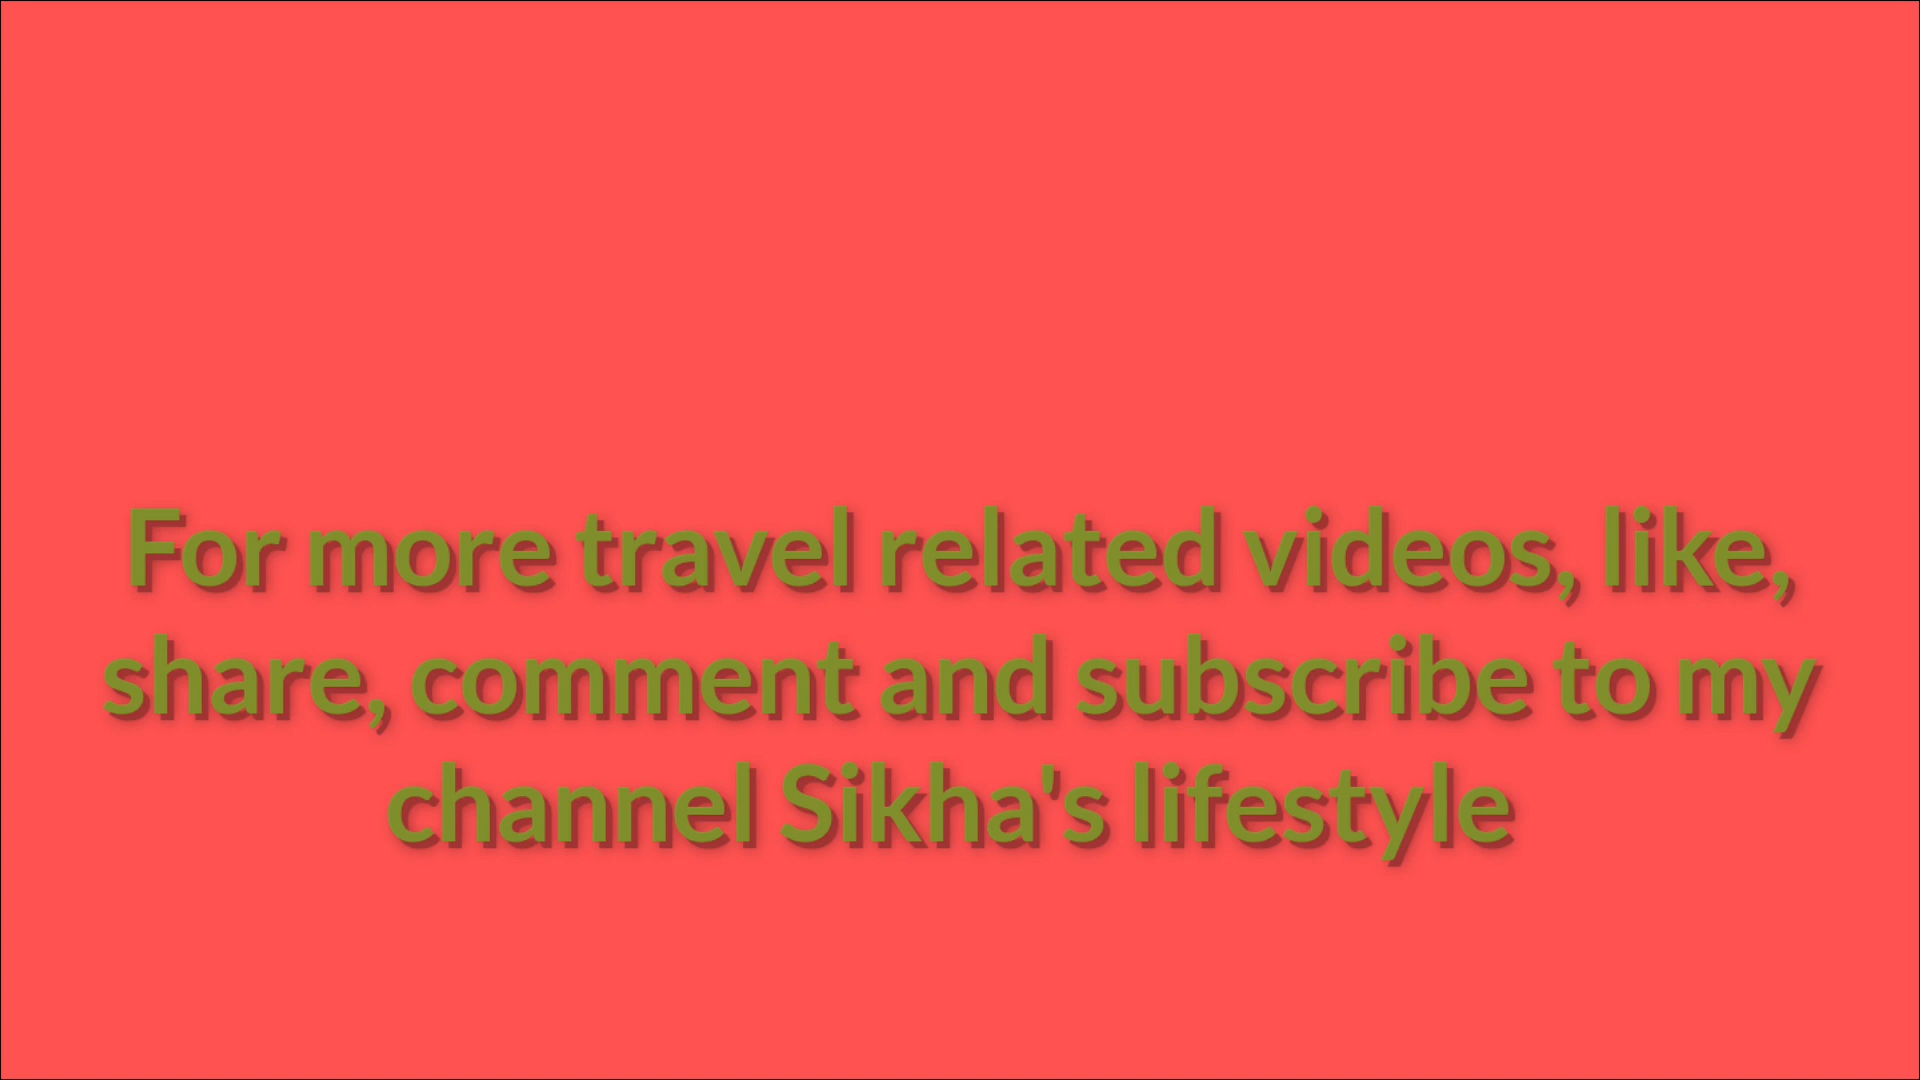 For more travel related videos, like,
share, comment and subscribe to my
channel Sikha's lifestyle